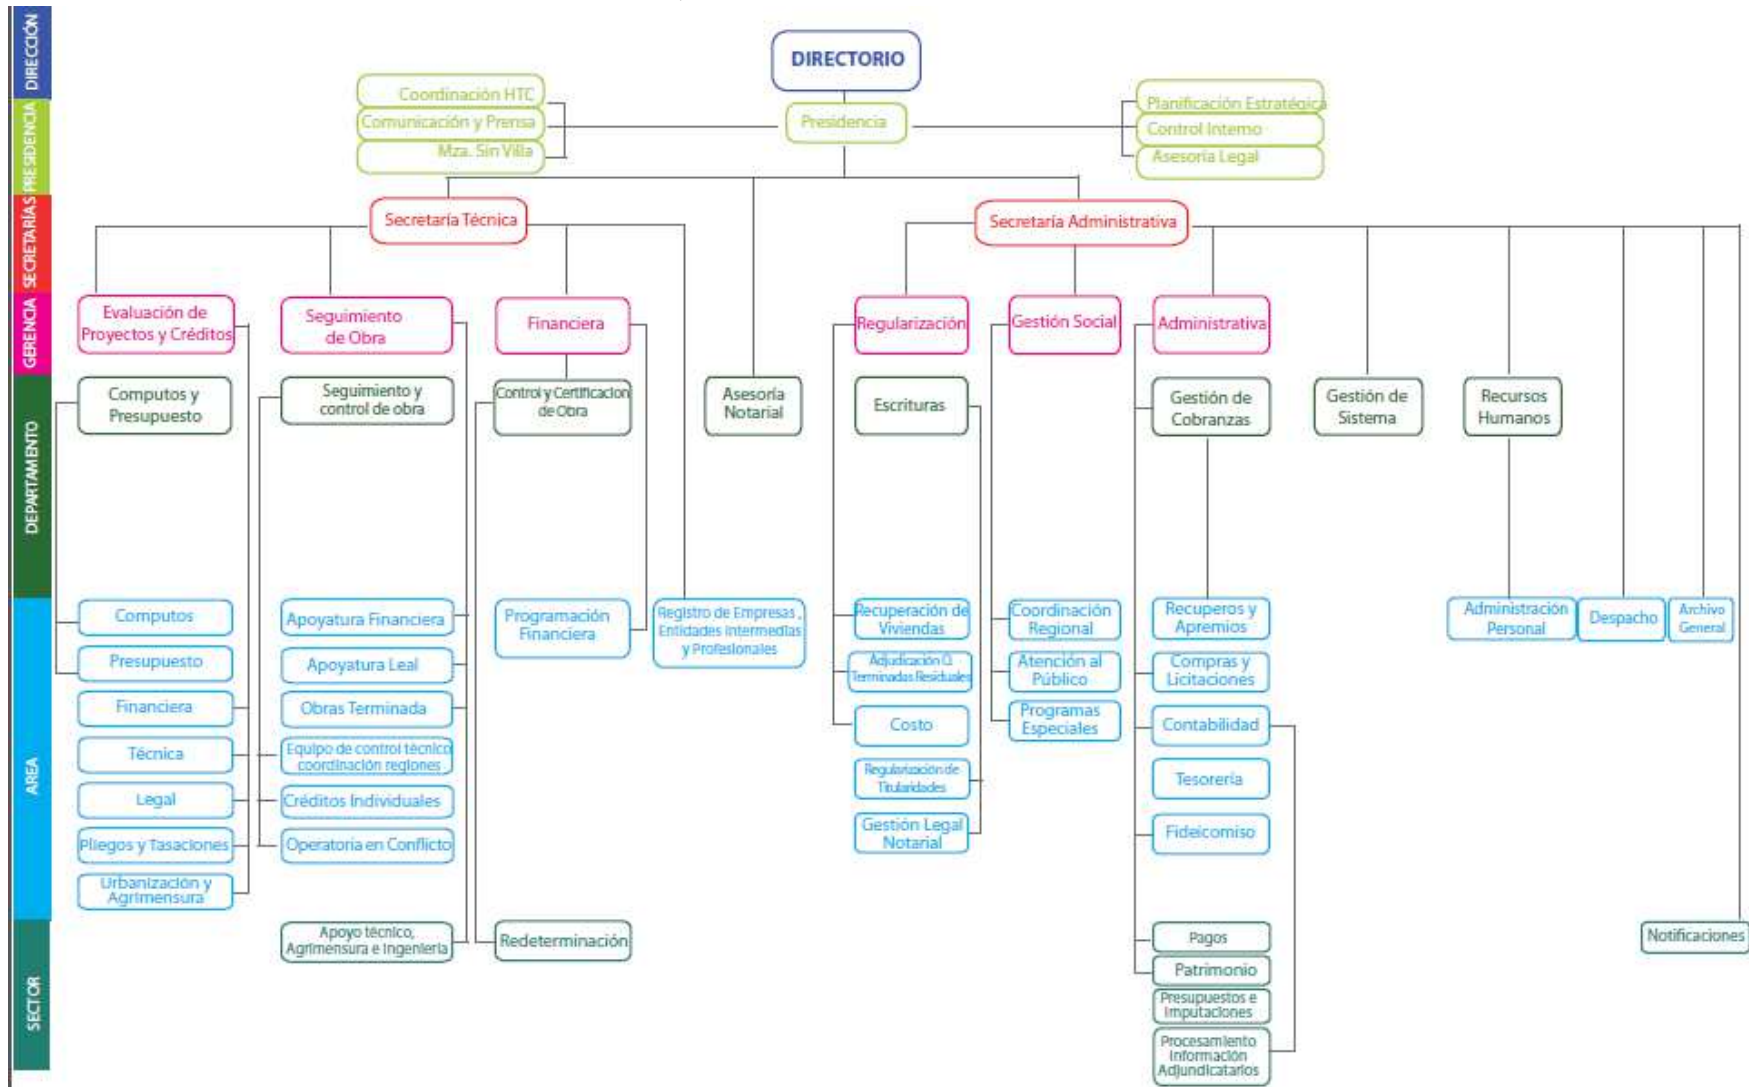 DIRECCIÓN
DIRECTORIO
PRESIDENCIA
Coordinación HTC
Comunicación y Prensa
Mza. Sin Villa
Presidencia
Planificación Estratégica
Control Interno
Asesoría Legal
SECRETARÍAS
Secretaría Técnica
Secretaría Administrativa
GERENCIA
Evaluación de
Proyectos y Créditos
Seguimiento
de Obra
Financiera
Regularización
Gestión Social
Administrativa
DEPARTAMENTO
Computos y
Presupuesto
Seguimiento y
control de obra
Control y Certificacion
de Obra
Asesoría
Notarial
Escrituras
Gestión de
Cobranzas
Gestión de
Sistema
Recursos
Humanos
AREA
Computos
Presupuesto
Financiera
Técnica
Legal
Pliegos y Tasaciones
Urbanización y
Agrimensura
Apoyatura Financiera
Apoyatura Leal
Obras Terminada
Equipo de control técnico
coordinación regiones
Créditos Individuales
Operatoria en Conflicto
Programación
Financiera
Registro de Empresas ,
Entidades Intermedias
y Profesionales
Recuperación de
Viviendas
Adjudicación O.
Terminadas Residuales
Costo
Regularización de
Titularidades
Gestión Legal
Notarial
Coordinación
Regional
Atención al
Público
Programas
Especiales
Recuperos y
Apremios
Compras y
Licitaciones
Contabilidad
Tesorería
Fideicomiso
Administración
Personal
Despacho
Archivo
General
SECTOR
Apoyo técnico,
Agrimensura e Ingeniería
Redeterminación
Pagos
Patrimonio
Presupuestos e
Imputaciones
Procesamiento
Información
Adjundicatarios
Notificaciones